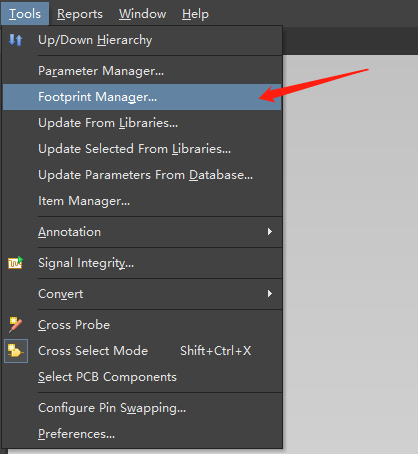 Tools Reports Window Help
Up/Down Hierarchy
Parameter Manager...
Footprint Manager...
Update From Libraries...
Update Selected From Libraries...
Update Parameters From Database...
Item Manager...
Annotation
Signal Integrity...
Convert
Cross Probe
Cross Select Mode Shift+Ctrl+X
Select PCB Components
Configure Pin Swapping...
Preferences...